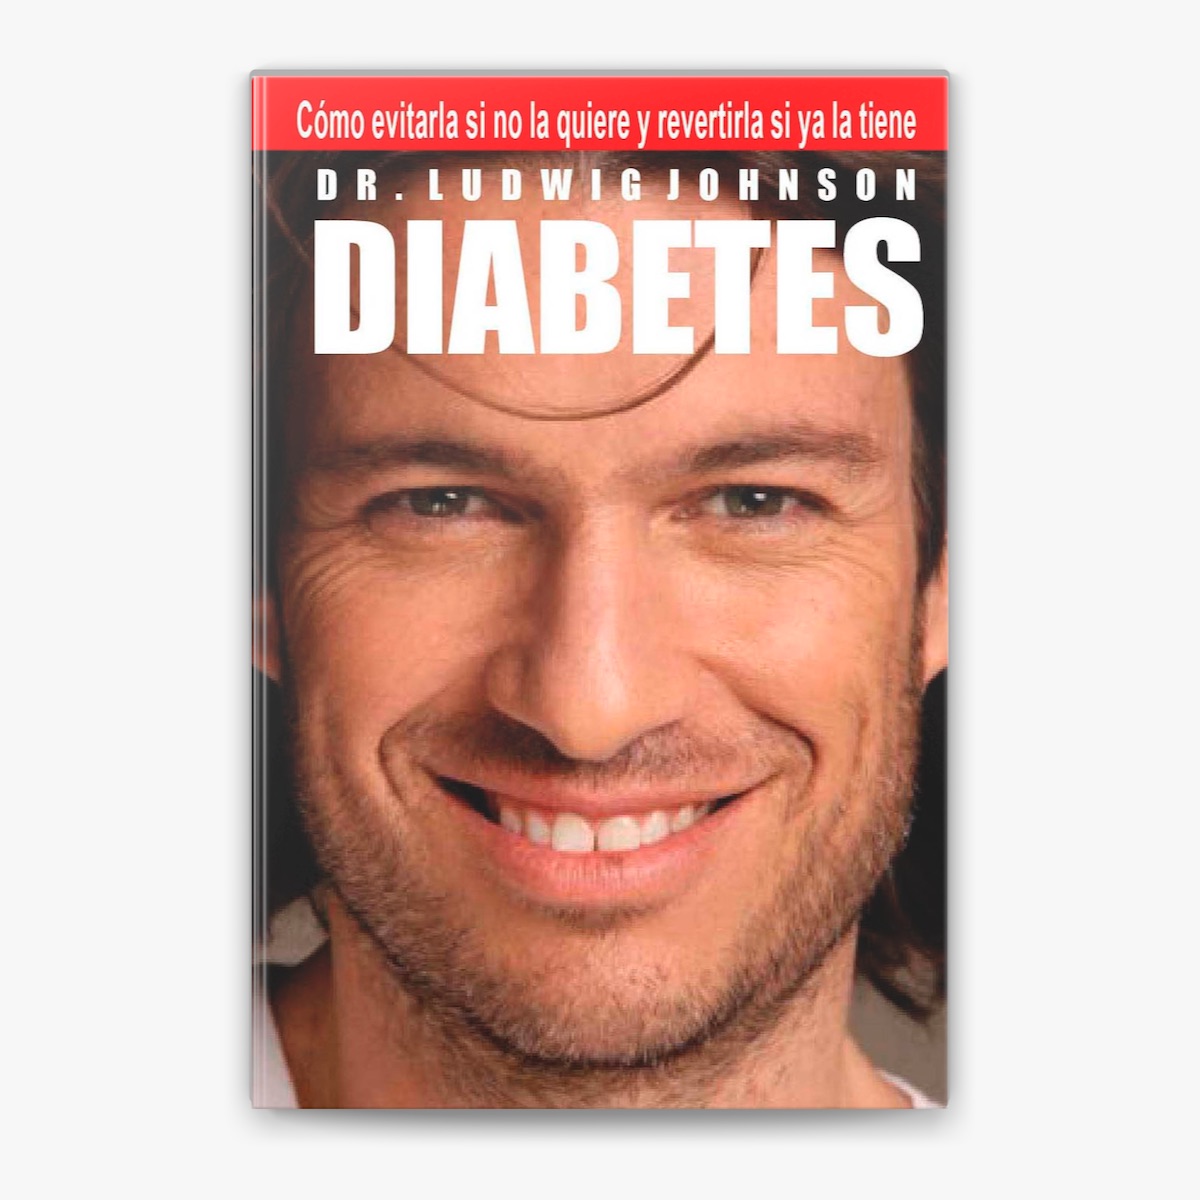 Cómo evitarla si no la quiere y revertirla si ya la tiene
DR. LUDWIG JOHNSON
DIABETES